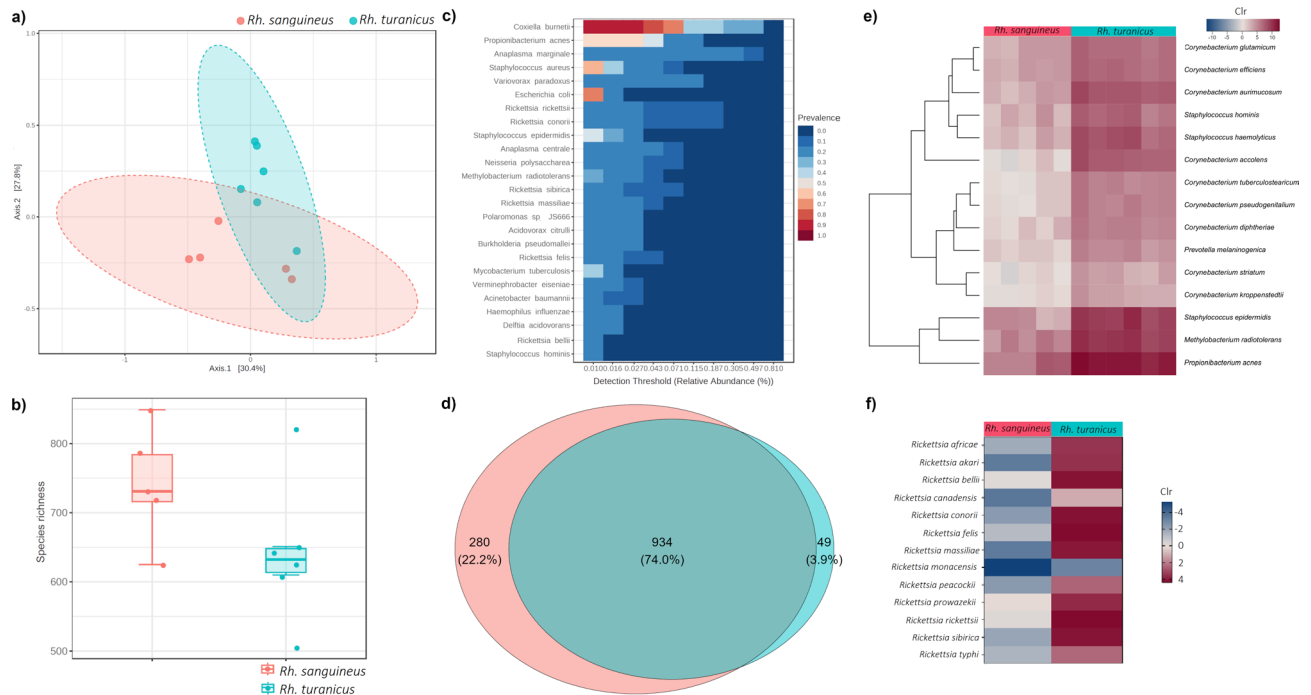 a)
Rh. sanguineus
Rh. turanicus
1.0
0.5
0.0
-0.5
Axis.2 [27.8%]
-1
0
1
Axis.1 [30.4%]
b)
800
700
600
500
Species richness
Rh. sanguineus
Rh. turanicus
c)
Coxiella burnetii
Propionibacterium acnes
Anaplasma marginale
Staphylococcus aureus
Variovorax paradoxus
Escherichia coli
Rickettsia rickettsii
Rickettsia conorii
Staphylococcus epidermidis
Anaplasma centrale
Neisseria polysaccharea
Methylobacterium radiotolerans
Rickettsia sibirica
Rickettsia massiliae
Polaromonas sp JS666
Acidovorax citrulli
Burkholderia pseudomallei
Rickettsia felis
Mycobacterium tuberculosis
Verminephrobacter eiseniae
Acinetobacter baumannii
Haemophilus influenzae
Delftia acidovorans
Rickettsia bellii
Staphylococcus hominis
0.010 0.016 0.027 0.043 0.071 0.115 0.187 0.305 0.497 0.810
Detection Threshold (Relative Abundance (%))
Prevalence
0.0
0.1
0.2
0.3
0.4
0.5
0.6
0.7
0.8
0.9
1.0
d)
280
(22.2%)
934
(74.0%)
49
(3.9%)
e)
Clr
-10 -5 0 5 10
Rh. sanguineus
Rh. turanicus
Corynebacterium glutamicum
Corynebacterium efficiens
Corynebacterium aurimucosum
Staphylococcus hominis
Staphylococcus haemolyticus
Corynebacterium accolens
Corynebacterium tuberculostearicum
Corynebacterium pseudogenitalium
Corynebacterium diphtheriae
Prevotella melaninogenica
Corynebacterium striatum
Corynebacterium kroppenstedtii
Staphylococcus epidermidis
Methylobacterium radiotolerans
Propionibacterium acnes
f)
Rh. sanguineus
Rh. turanicus
Rickettsia africae
Rickettsia akari
Rickettsia bellii
Rickettsia canadensis
Rickettsia conorii
Rickettsia felis
Rickettsia massiliae
Rickettsia monacensis
Rickettsia peacockii
Rickettsia prowazekii
Rickettsia rickettsii
Rickettsia sibirica
Rickettsia typhi
Clr
-4
-2
0
2
4